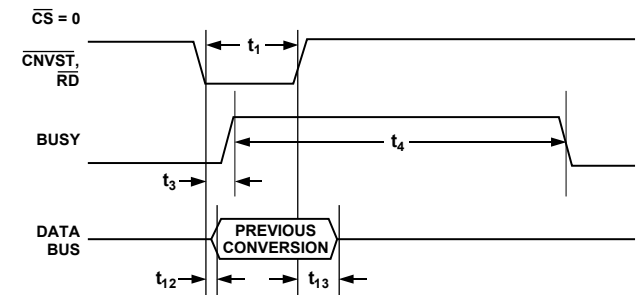 CS = 0
t1
CNVST,
RD
BUSY
t4
t3
DATA
BUS
PREVIOUS
CONVERSION
t12
t13